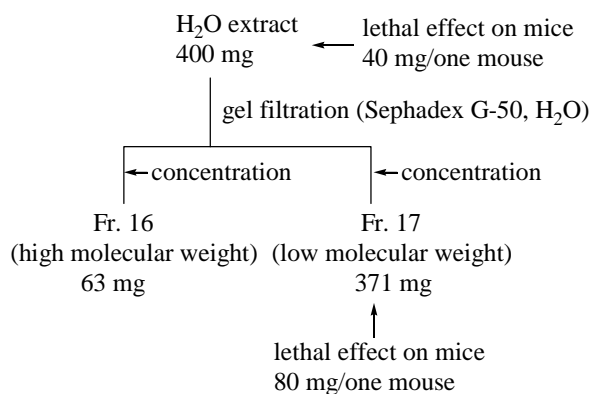 H₂O extract
400 mg
lethal effect on mice
40 mg/one mouse
gel filtration (Sephadex G-50, H₂O)
concentration
concentration
Fr. 16
(high molecular weight)
63 mg
Fr. 17
(low molecular weight)
371 mg
lethal effect on mice
80 mg/one mouse